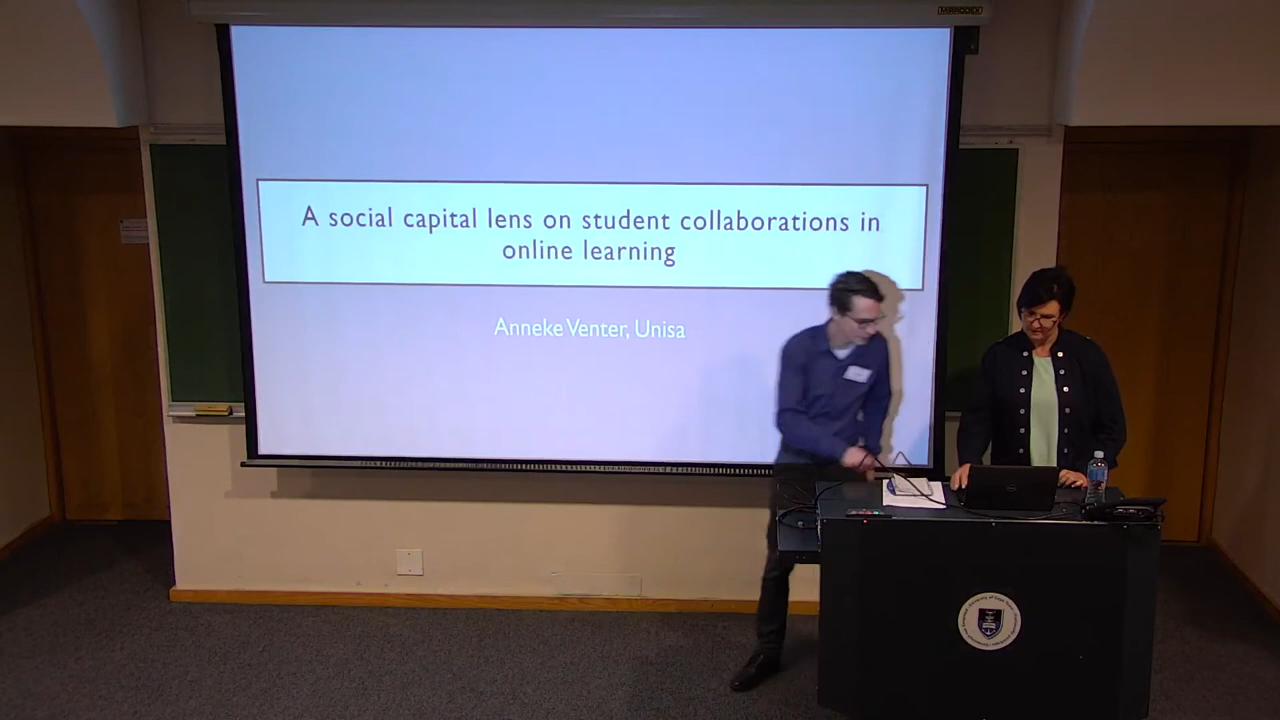 A social capital lens on student collaborations in
online learning
Anneke Venter, Unisa